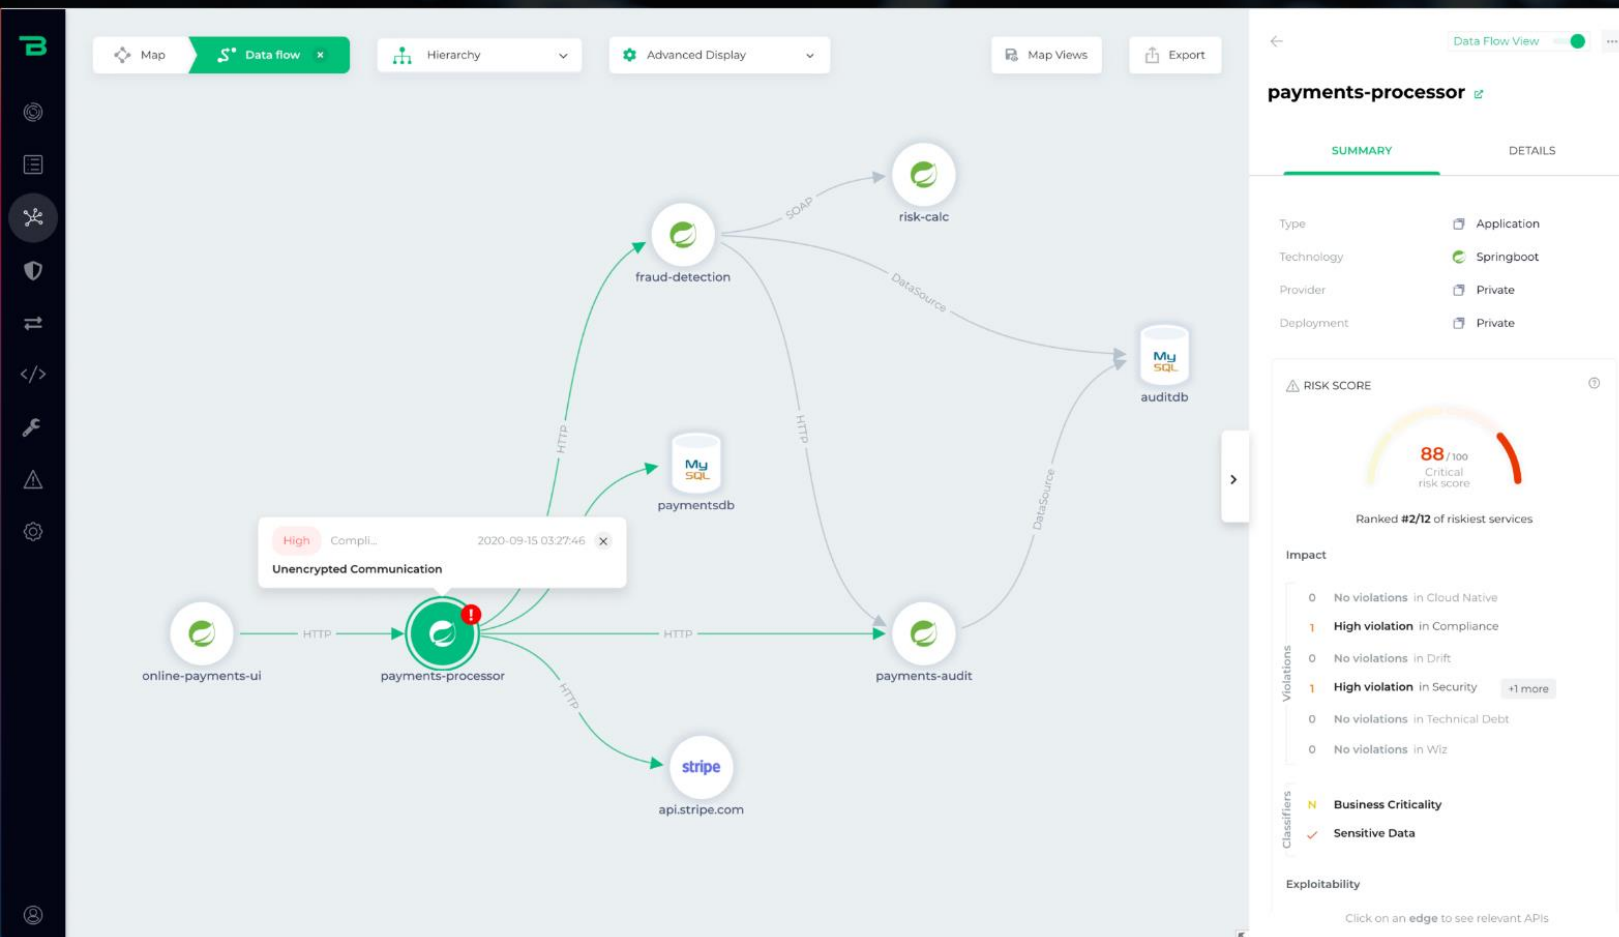 Map
Data flow
Hierarchy
Advanced Display
Map Views
Export
SOAP
risk-calc
fraud-detection
DataSource
My
SQL
auditdb
HTTP
HTTP
My
SQL
paymentsdb
DataSource
High Compli... 2020-09-15 03:27:46
Unencrypted Communication
HTTP
HTTP
online-payments-ui
payments-processor
payments-audit
HTTP
stripe
api.stripe.com
Data Flow View
payments-processor
SUMMARY DETAILS
Type Application
Technology Springboot
Provider Private
Deployment Private
RISK SCORE
88/100
Critical
risk score
Ranked #2/12 of riskiest services
Impact
Violations
0 No violations in Cloud Native
1 High violation in Compliance
0 No violations in Drift
1 High violation in Security +1 more
0 No violations in Technical Debt
0 No violations in Wiz
Classifiers
N Business Criticality
Sensitive Data
Exploitability
Click on an edge to see relevant APIs